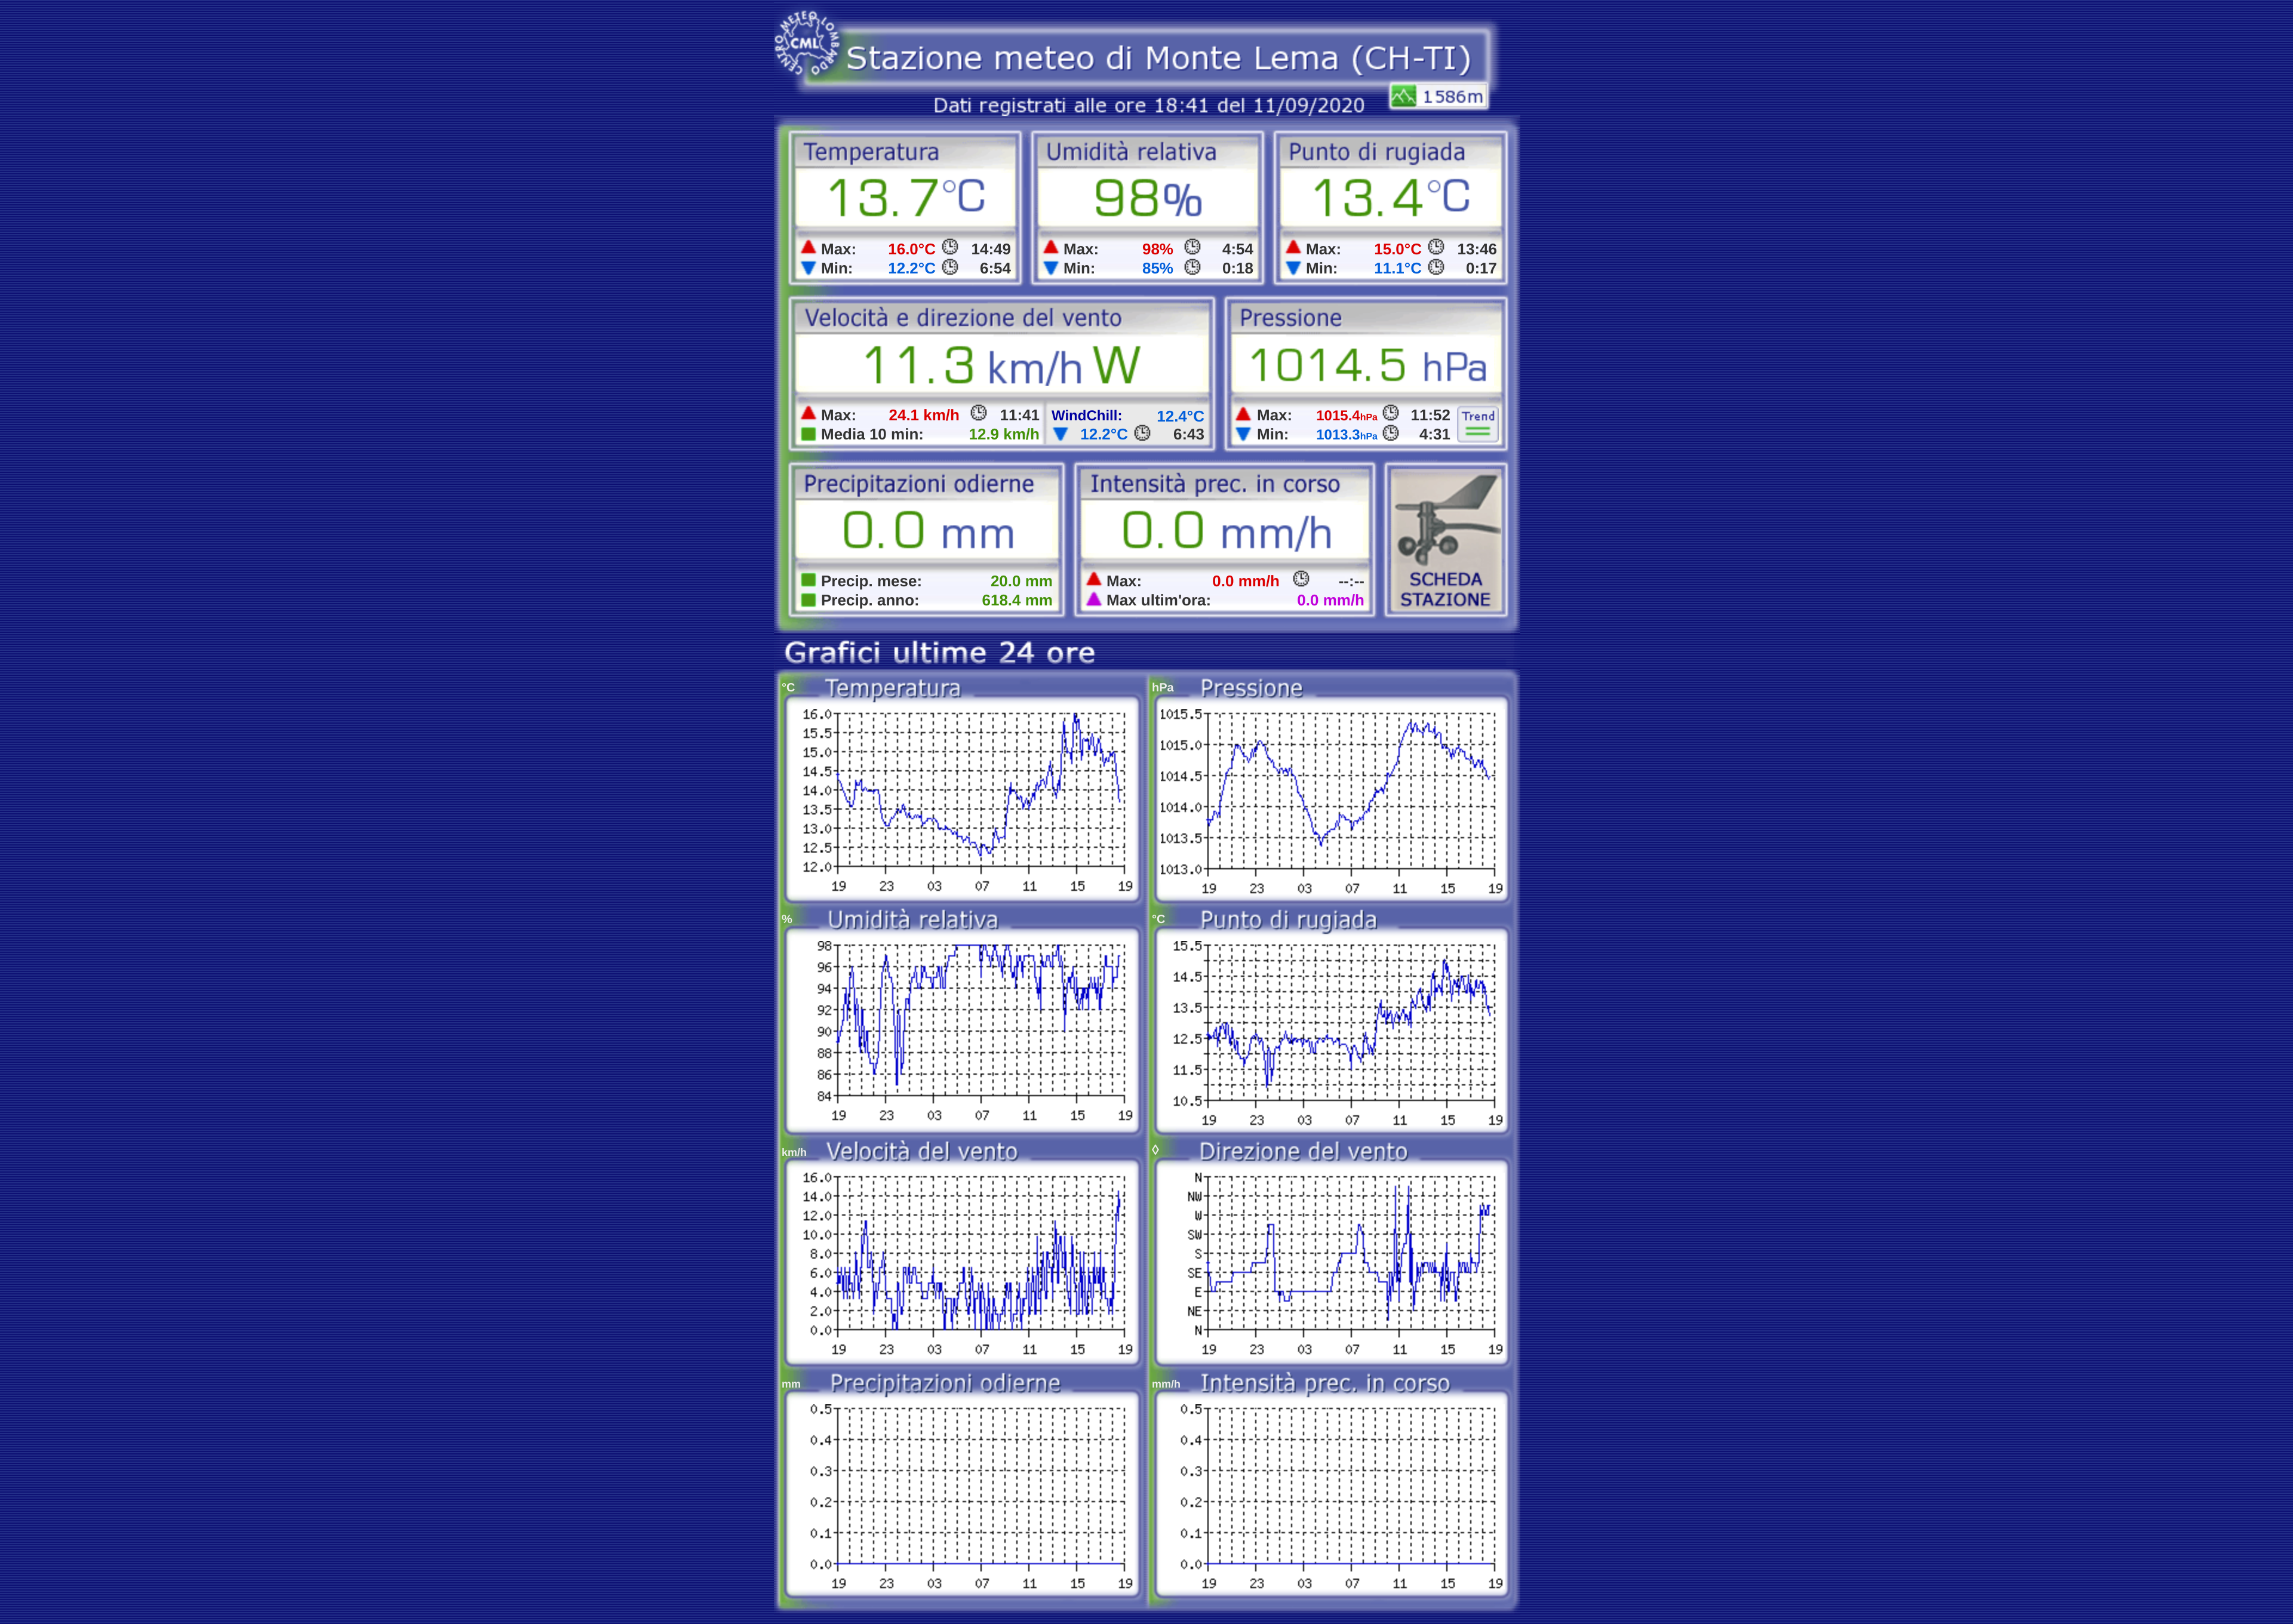 CENTRO METEO LOMBARDO
CML
Stazione meteo di Monte Lema (CH-TI)
1586m
Dati registrati alle ore 18:41 del 11/09/2020
Temperatura
13.7°C
Max: 16.0°C 14:49
Min: 12.2°C 6:54
Umidità relativa
98%
Max: 98% 4:54
Min: 85% 0:18
Punto di rugiada
13.4°C
Max: 15.0°C 13:46
Min: 11.1°C 0:17
Velocità e direzione del vento
11.3 km/h W
Max: 24.1 km/h 11:41
Media 10 min: 12.9 km/h
WindChill: 12.4°C
12.2°C 6:43
Pressione
1014.5 hPa
Max: 1015.4hPa 11:52
Min: 1013.3hPa 4:31
Trend
Precipitazioni odierne
0.0 mm
Precip. mese: 20.0 mm
Precip. anno: 618.4 mm
Intensità prec. in corso
0.0 mm/h
Max: 0.0 mm/h --:--
Max ultim'ora: 0.0 mm/h
SCHEDA
STAZIONE
Grafici ultime 24 ore
°C Temperatura
16.0
15.5
15.0
14.5
14.0
13.5
13.0
12.5
12.0
19 23 03 07 11 15 19
hPa Pressione
1015.5
1015.0
1014.5
1014.0
1013.5
1013.0
19 23 03 07 11 15 19
% Umidità relativa
98
96
94
92
90
88
86
84
19 23 03 07 11 15 19
°C Punto di rugiada
15.5
14.5
13.5
12.5
11.5
10.5
19 23 03 07 11 15 19
km/h Velocità del vento
16.0
14.0
12.0
10.0
8.0
6.0
4.0
2.0
0.0
19 23 03 07 11 15 19
◊ Direzione del vento
N
NW
W
SW
S
SE
E
NE
N
19 23 03 07 11 15 19
mm Precipitazioni odierne
0.5
0.4
0.3
0.2
0.1
0.0
19 23 03 07 11 15 19
mm/h Intensità prec. in corso
0.5
0.4
0.3
0.2
0.1
0.0
19 23 03 07 11 15 19